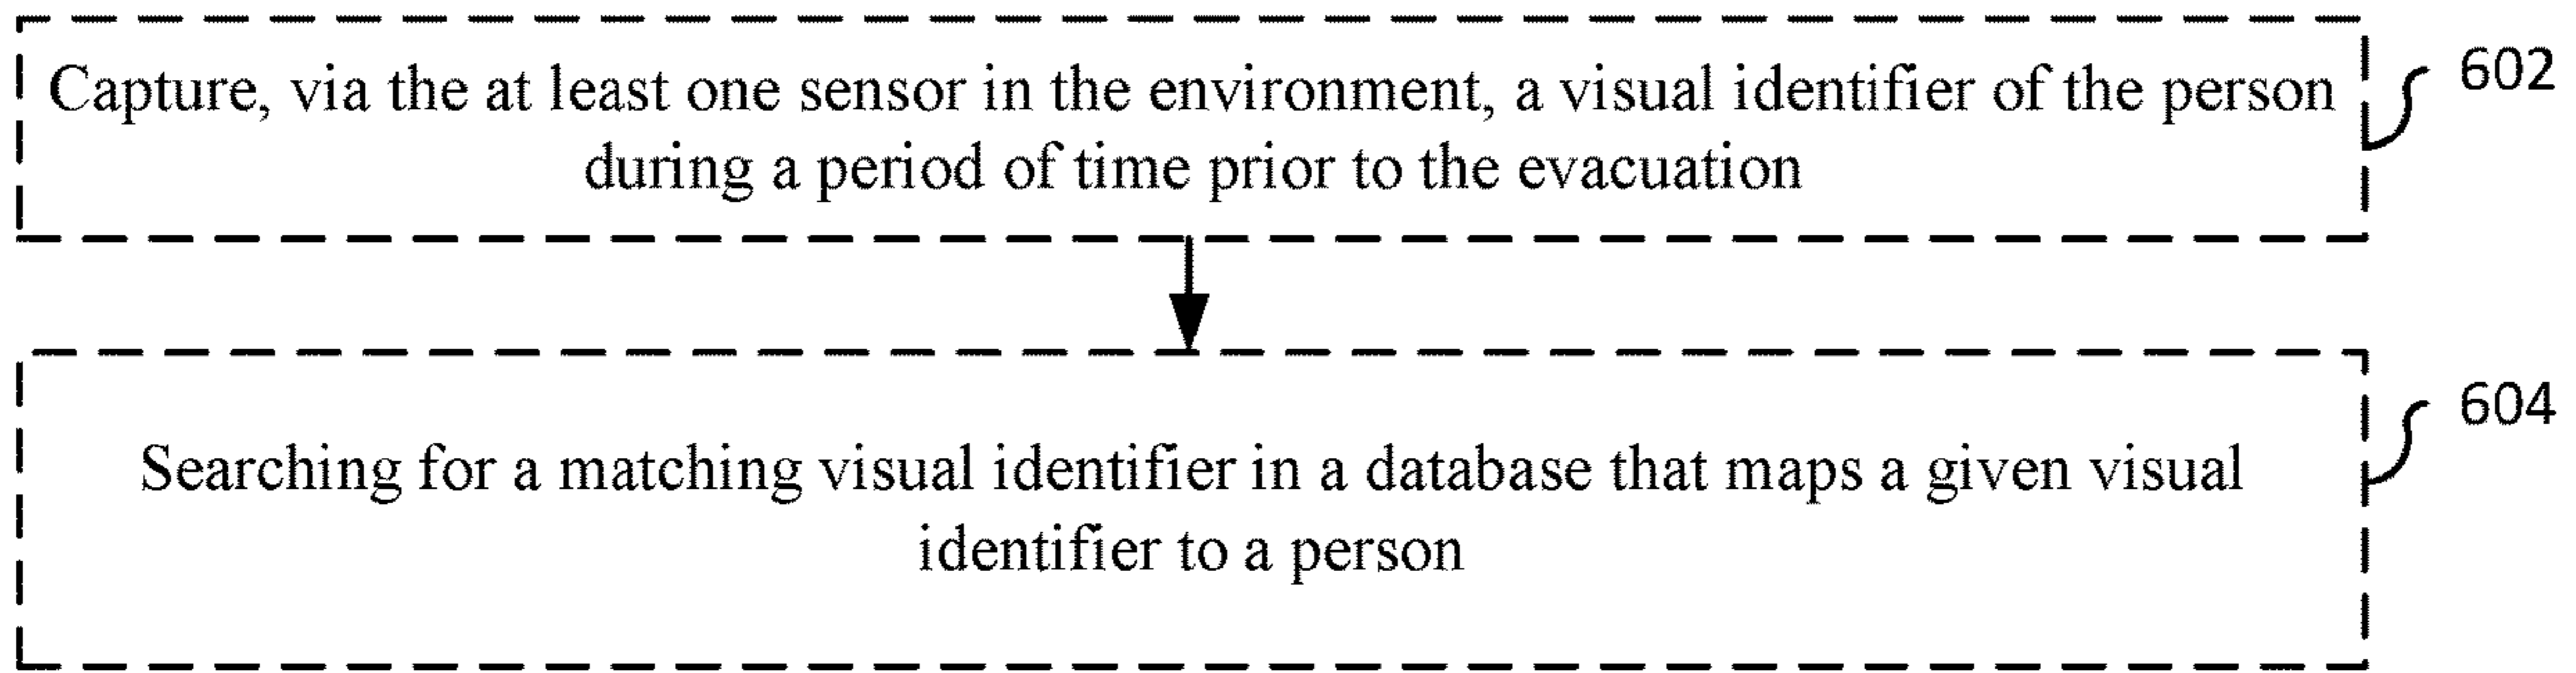 Capture, via the at least one sensor in the environment, a visual identifier of the person
during a period of time prior to the evacuation
602
Searching for a matching visual identifier in a database that maps a given visual
identifier to a person
604